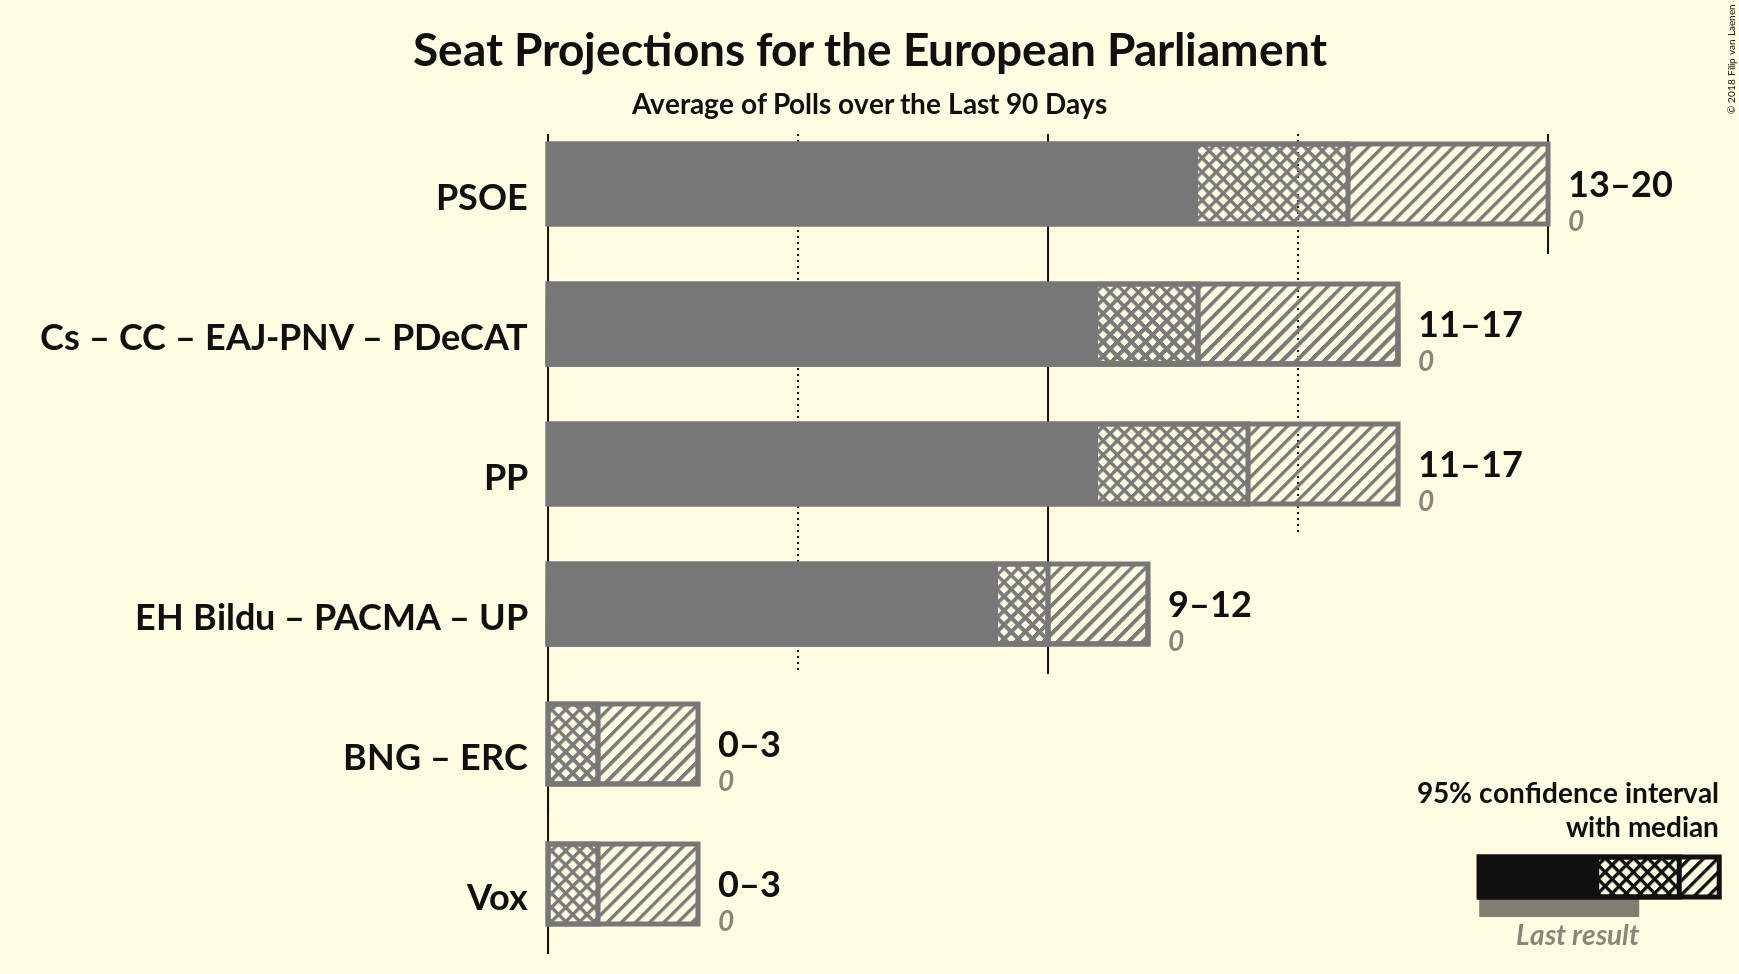 Seat Projections for the European Parliament
Average of Polls over the Last 90 Days
© 2018 Filip van Laenen
PSOE
13–20
0
Cs – CC – EAJ-PNV – PDeCAT
11–17
0
PP
11–17
0
EH Bildu – PACMA – UP
9–12
0
BNG – ERC
0–3
0
Vox
0–3
0
95% confidence interval
with median
Last result